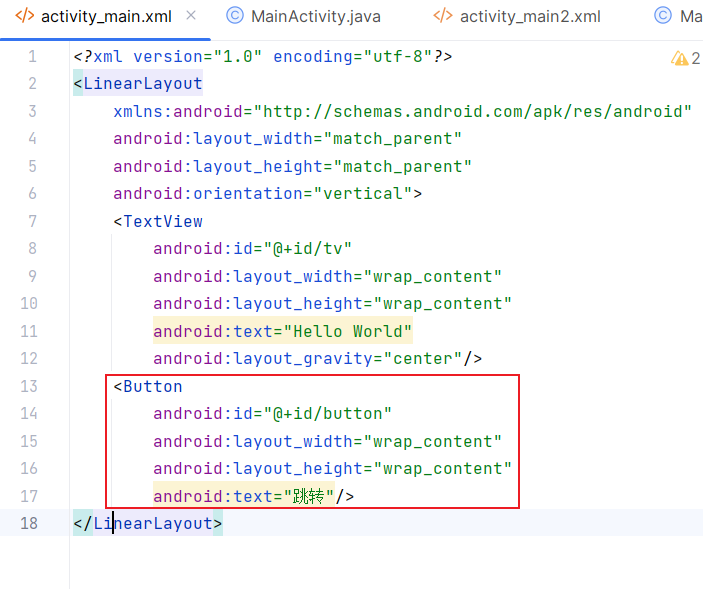 </> activity_main.xml × © MainActivity.java </> activity_main2.xml © Ma
1 <?xml version="1.0" encoding="utf-8"?> 2
2 <LinearLayout
3 xmlns:android="http://schemas.android.com/apk/res/android"
4 android:layout_width="match_parent"
5 android:layout_height="match_parent"
6 android:orientation="vertical">
7 <TextView
8 android:id="@+id/tv"
9 android:layout_width="wrap_content"
10 android:layout_height="wrap_content"
11 android:text="Hello World"
12 android:layout_gravity="center"/>
13 <Button
14 android:id="@+id/button"
15 android:layout_width="wrap_content"
16 android:layout_height="wrap_content"
17 android:text="跳转"/>
18 </LinearLayout>